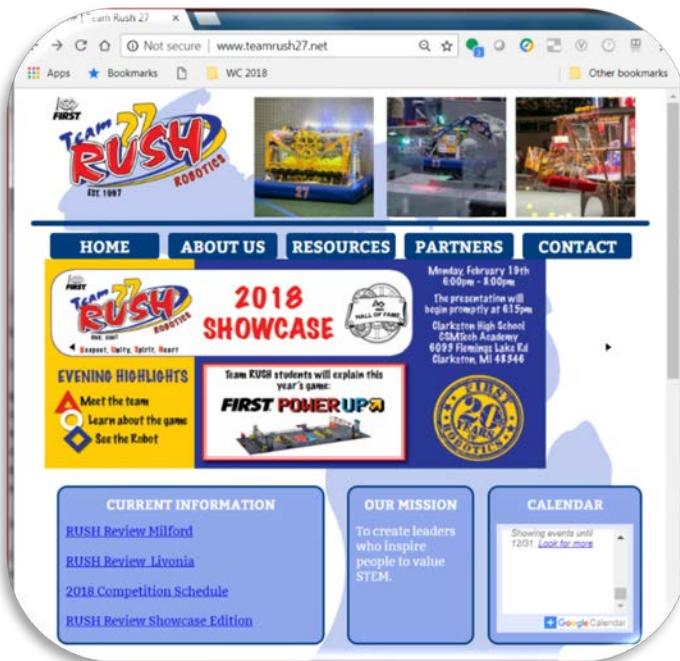 Team Rush 27
Not secure | www.teamrush27.net
Apps Bookmarks WC 2018 Other bookmarks
FIRST
Team 27
RUSH
ROBOTICS
EST. 1997
27
HOME ABOUT US RESOURCES PARTNERS CONTACT
FIRST
Team 27
RUSH
ROBOTICS
Respect, Unity, Spirit, Heart
2018
SHOWCASE
HALL OF FAME
Monday, February 19th
6:00pm - 8:00pm
The presentation will
begin promptly at 6:15pm
Clarkston High School
CSMTech Academy
6093 Flemings Lake Rd
Clarkston, MI 48346
EVENING HIGHLIGHTS
Meet the team
Learn about the game
See the Robot
Team RUSH students will explain this
year's game:
FIRST POWER UP
FIRST
20
YEARS
ROBOTICS
CURRENT INFORMATION
RUSH Review Milford
RUSH Review Livonia
2018 Competition Schedule
RUSH Review Showcase Edition
OUR MISSION
To create leaders
who inspire
people to value
STEM.
CALENDAR
Showing events until
12/31. Look for more
Google Calendar